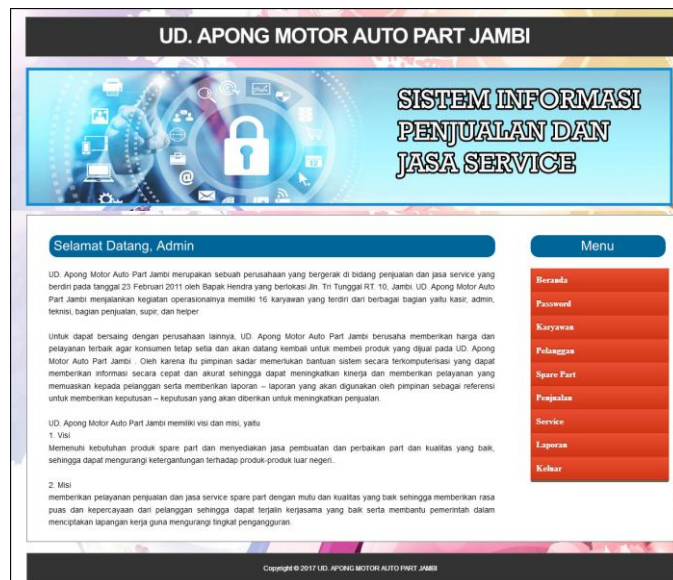 UD. APONG MOTOR AUTO PART JAMBI
SISTEM INFORMASI
PENJUALAN DAN
JASA SERVICE
Selamat Datang, Admin
UD. Apong Motor Auto Part Jambi merupakan sebuah perusahaan yang bergerak di bidang penjualan dan jasa service yang
berdiri pada tanggal 23 Februari 2011 oleh Bapak Hendra yang berlokasi Jln. Tri Tunggal RT. 10, Jambi. UD. Apong Motor Auto
Part Jambi menjalankan kegiatan operasionalnya memiliki 16 karyawan yang terdiri dari berbagai bagian yaitu kasir, admin,
teknisi, bagian penjualan, supir, dan helper
Untuk dapat bersaing dengan perusahaan lainnya, UD. Apong Motor Auto Part Jambi berusaha memberikan harga dan
pelayanan terbaik agar konsumen tetap setia dan akan datang kembali untuk membeli produk yang dijual pada UD. Apong
Motor Auto Part Jambi . Oleh karena itu pimpinan sadar memerlukan bantuan sistem secara terkomputerisasi yang dapat
memberikan informasi secara cepat dan akurat sehingga dapat meningkatkan kinerja dan memberikan pelayanan yang
memuaskan kepada pelanggan serta memberikan laporan – laporan yang akan digunakan oleh pimpinan sebagai referensi
untuk memberikan keputusan – keputusan yang akan diberikan untuk meningkatkan penjualan.
UD. Apong Motor Auto Part Jambi memiliki visi dan misi, yaitu
1. Visi
Memenuhi kebutuhan produk spare part dan menyediakan jasa pembuatan dan perbaikan part dan kualitas yang baik,
sehingga dapat mengurangi ketergantungan terhadap produk-produk luar negeri..
2. Misi
memberikan pelayanan penjualan dan jasa service spare part dengan mutu dan kualitas yang baik sehingga memberikan rasa
puas dan kepercayaan dari pelanggan sehingga dapat terjalin kerjasama yang baik serta membantu pemerintah dalam
menciptakan lapangan kerja guna mengurangi tingkat pengangguran.
Menu
Beranda
Password
Karyawan
Pelanggan
Spare Part
Penjualan
Service
Laporan
Keluar
Copyright © 2017 UD. APONG MOTOR AUTO PART JAMBI